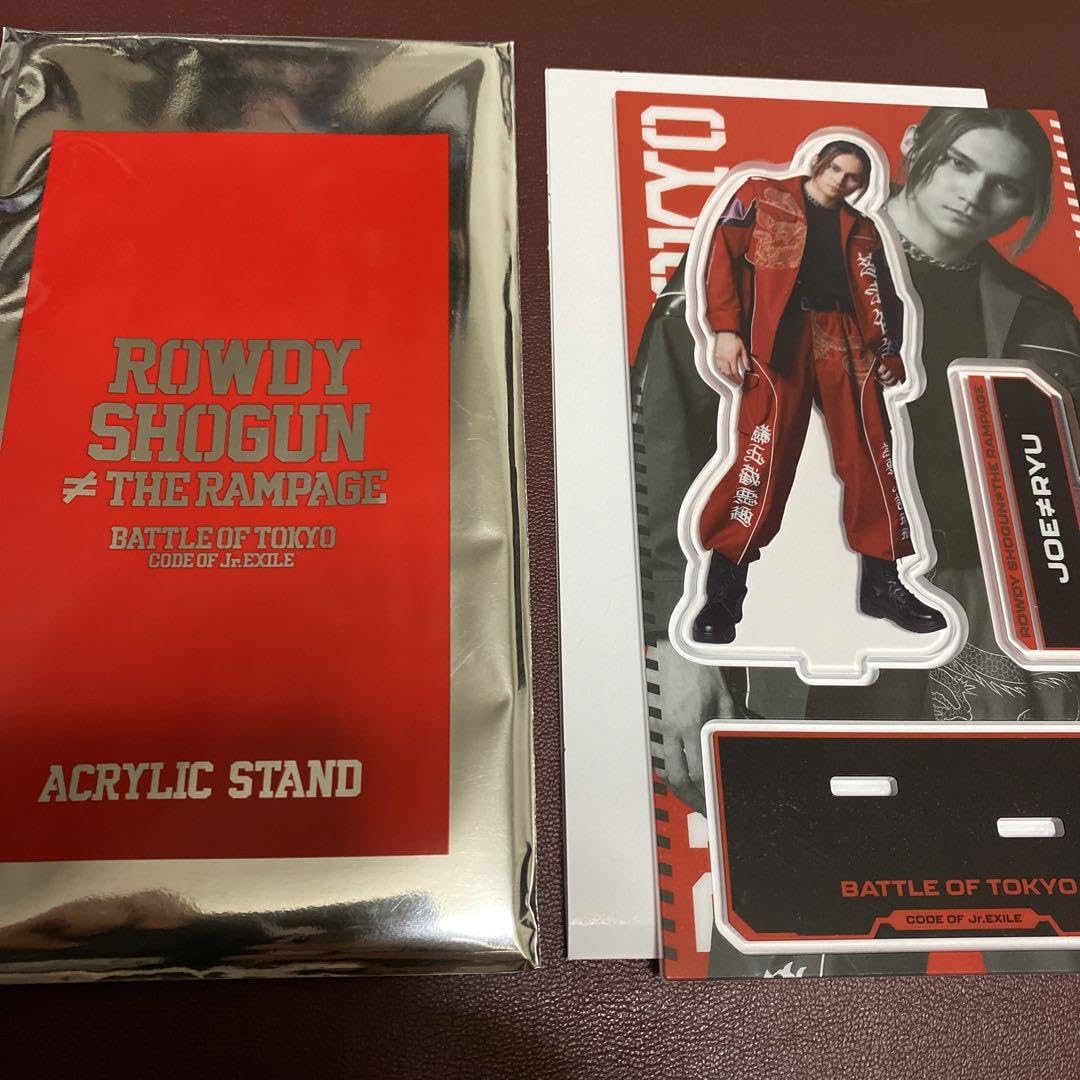 ROWDY
SHOGUN
≠ THE RAMPAGE
BATTLE OF TOKYO
CODE OF Jr.EXILE
ACRYLIC STAND
TOKYO
ROWDY SHOGUN≠THE RAMPAGE
JOE≠RYU
BATTLE OF TOKYO
CODE OF Jr.EXILE